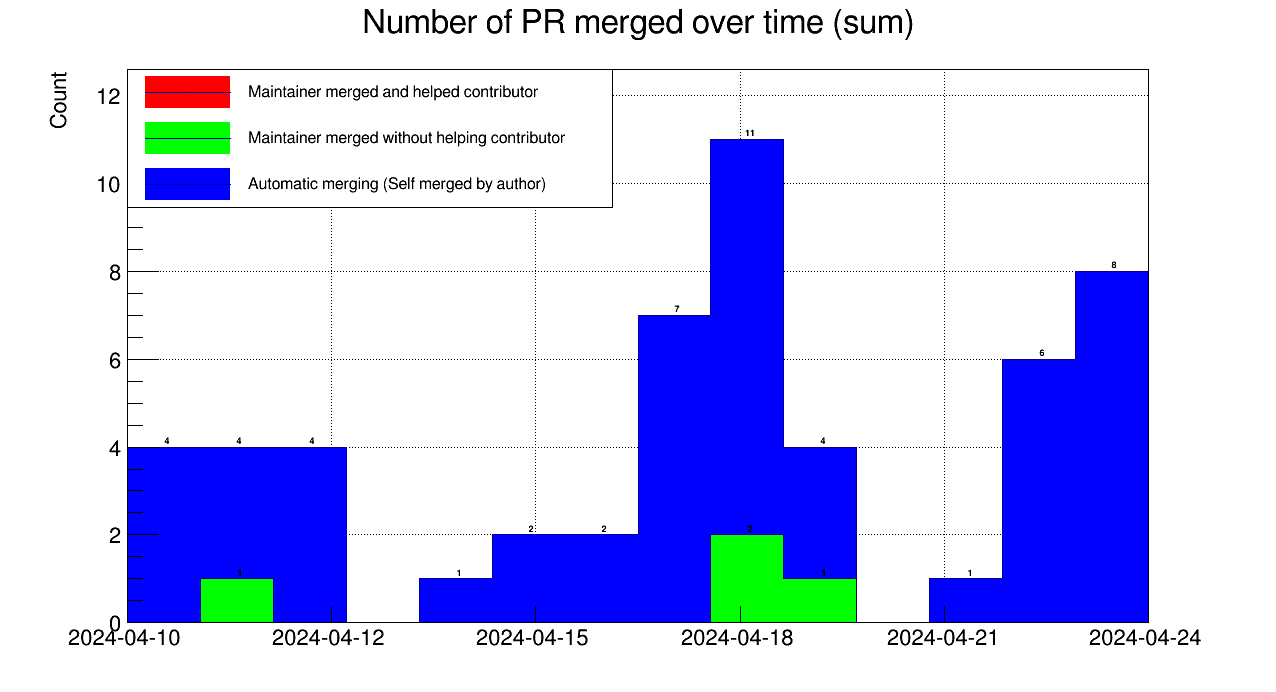 Number of PR merged over time (sum)
Count
Maintainer merged and helped contributor
Maintainer merged without helping contributor
Automatic merging (Self merged by author)
12
10
8
6
4
2
0
4 4 4 1 2 2 7 11 4 1 6 8
1 2 1
2024-04-10 2024-04-12 2024-04-15 2024-04-18 2024-04-21 2024-04-24